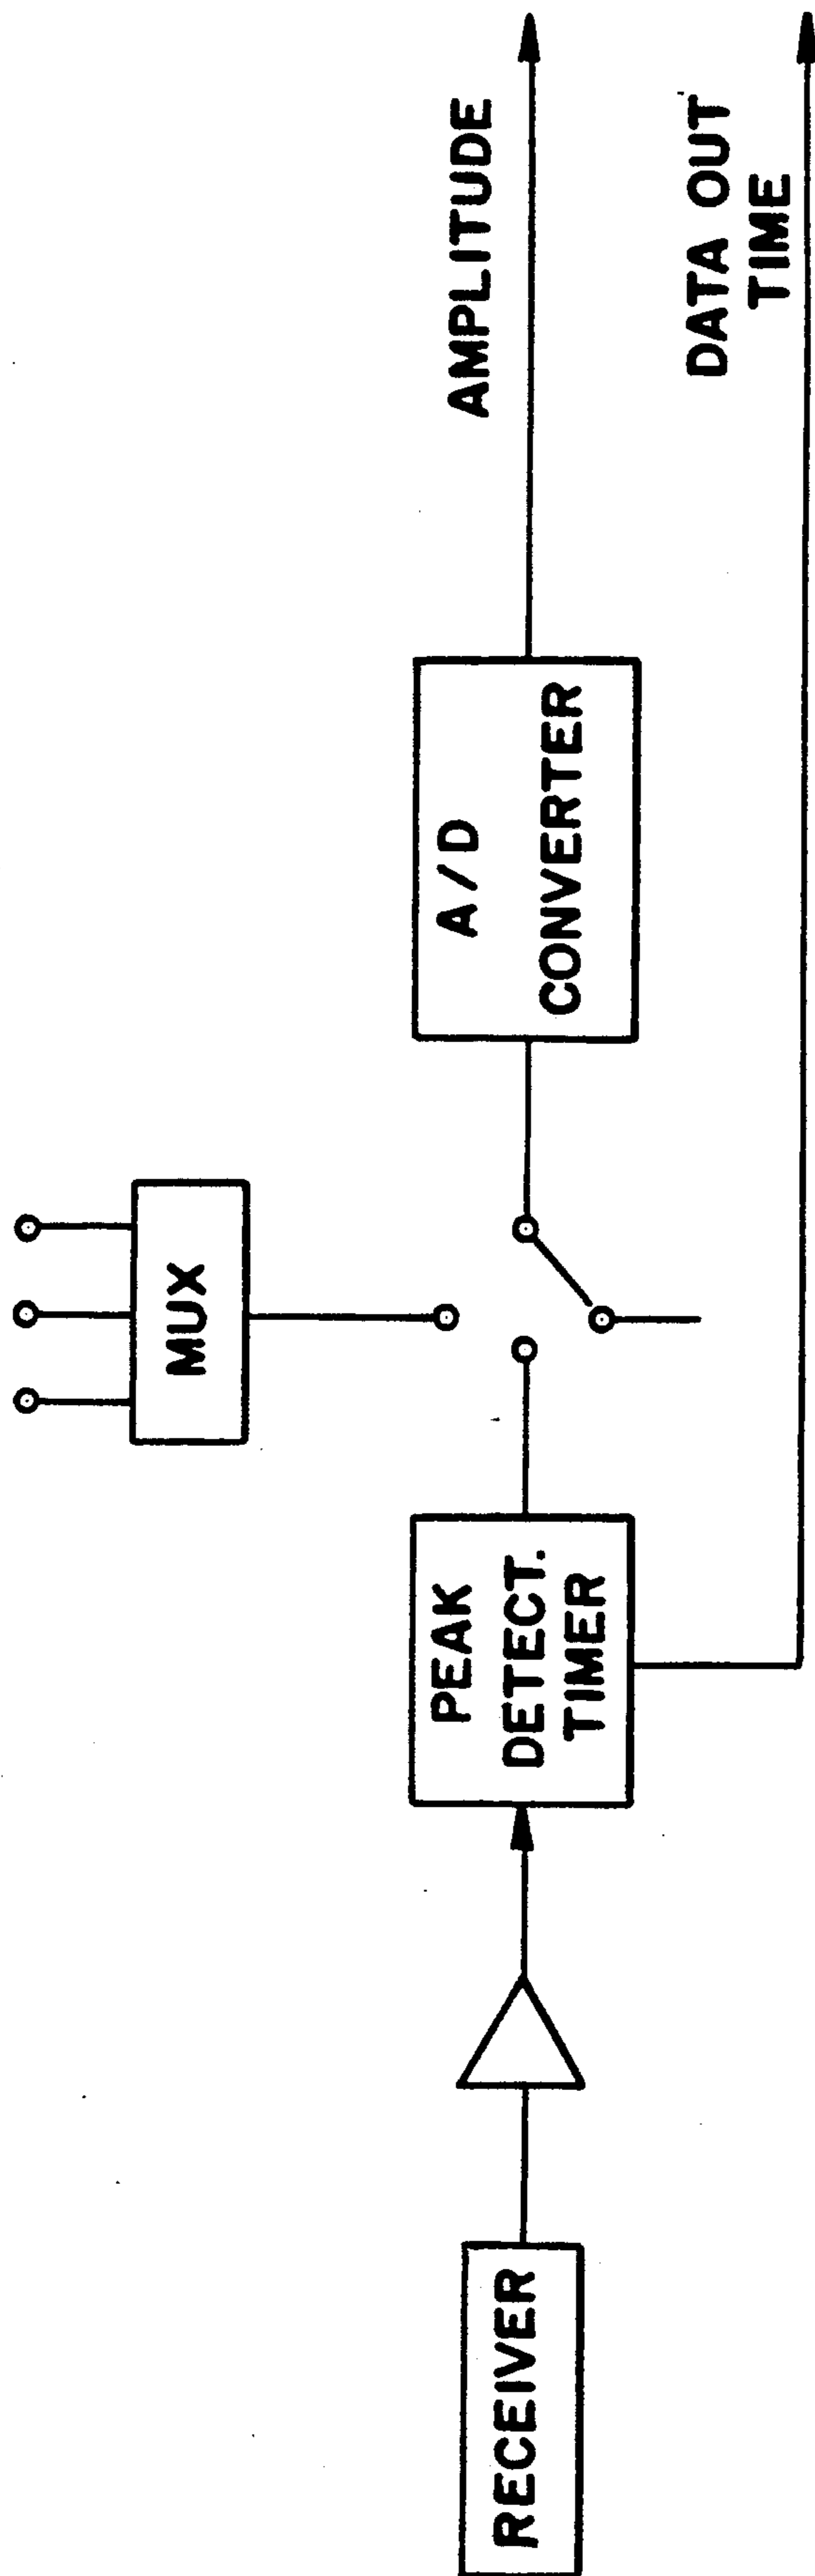 RECEIVER
PEAK
DETECT.
TIMER
MUX
A/D
CONVERTER
AMPLITUDE
DATA OUT
TIME